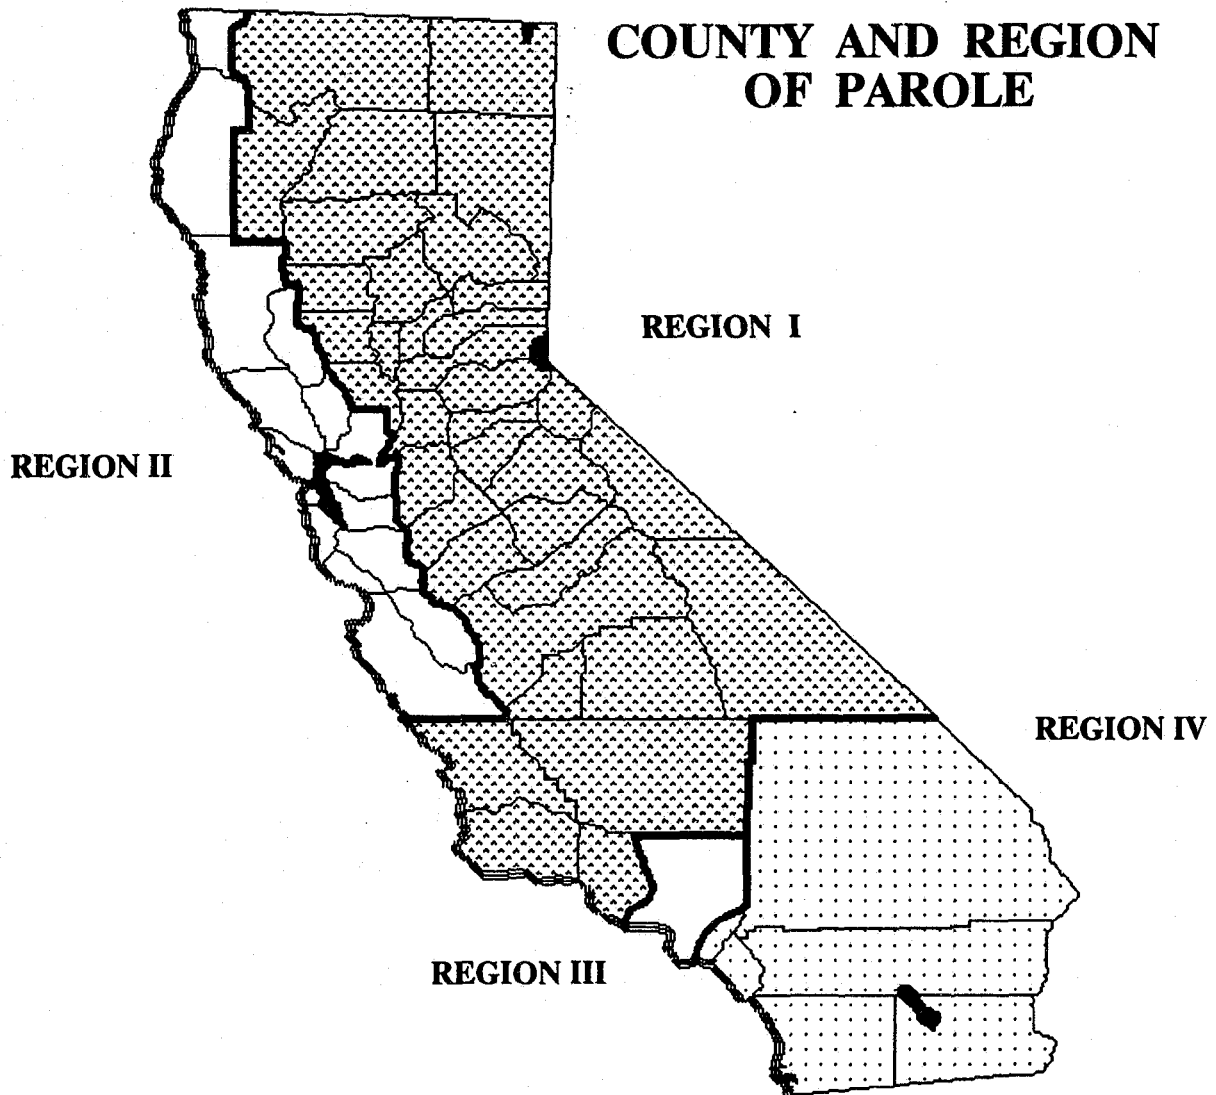 COUNTY AND REGION
OF PAROLE
REGION I
REGION II
REGION IV
REGION III